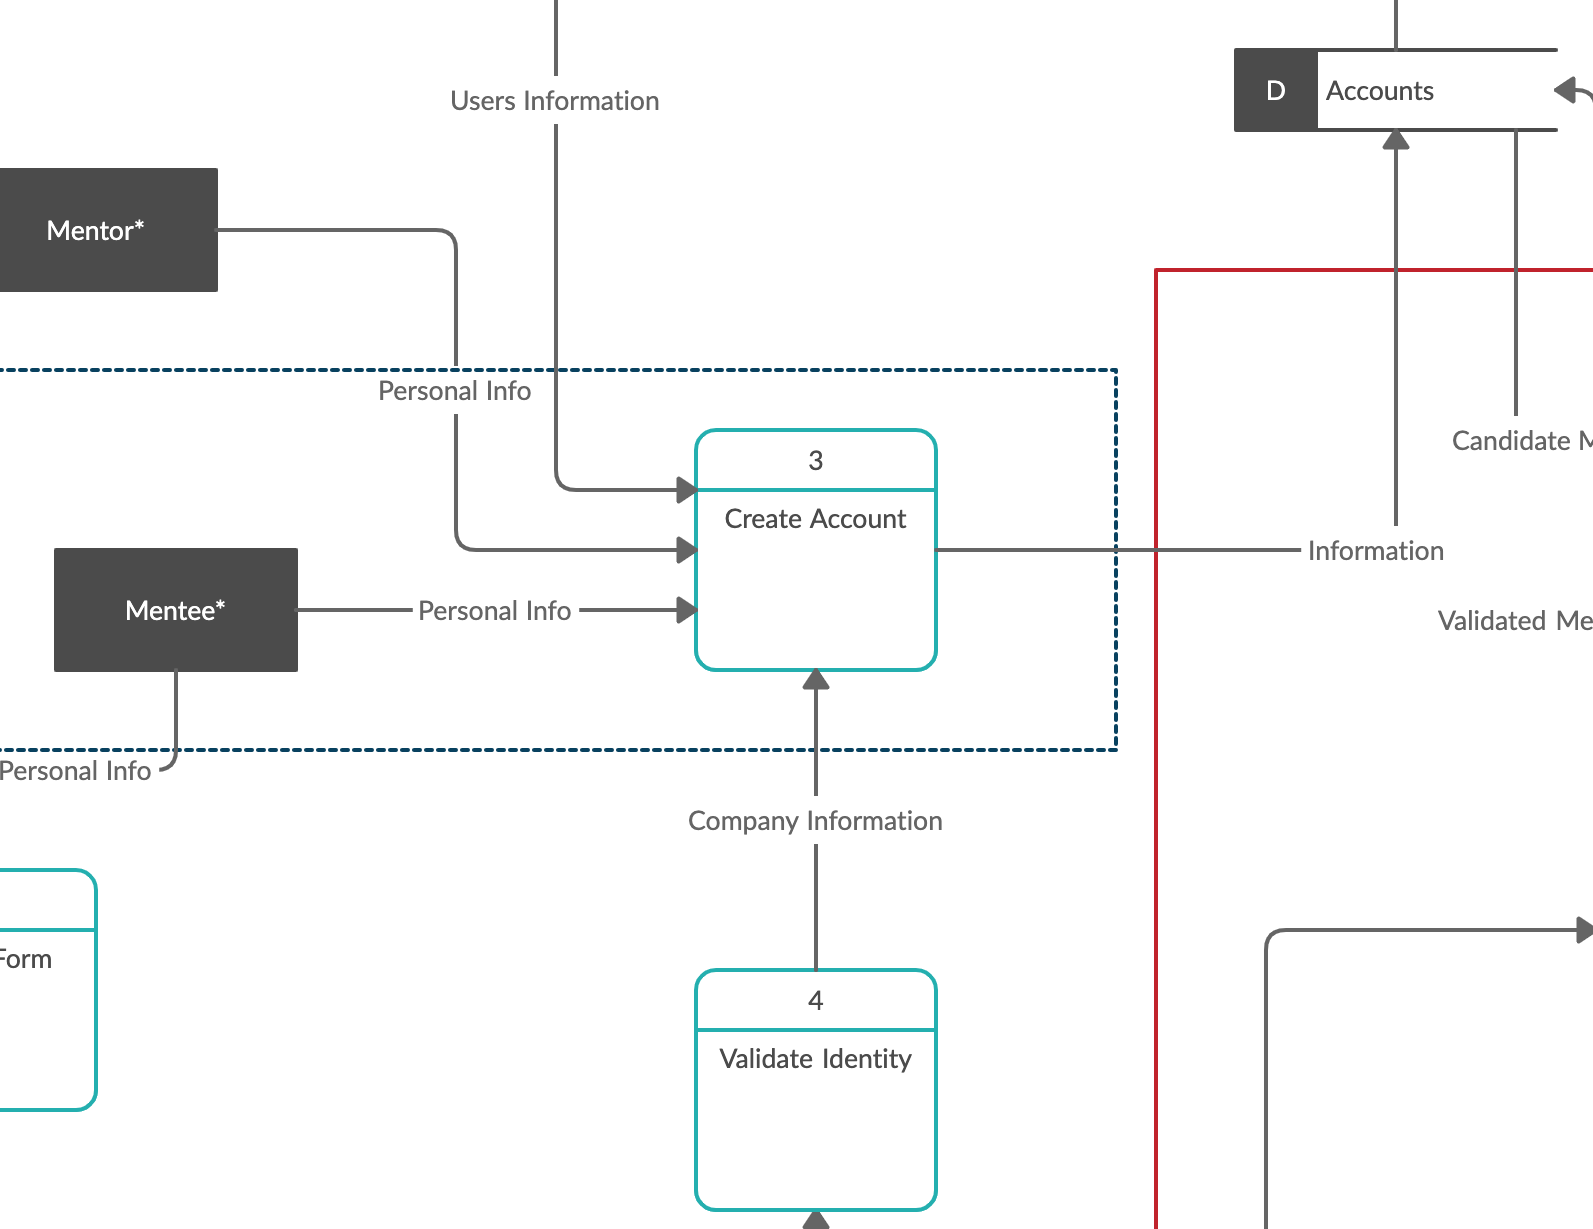 Users Information
D
Accounts
Mentor*
Personal Info
Candidate M
3
Create Account
Information
Mentee*
Personal Info
Validated Me
Personal Info
Company Information
Form
4
Validate Identity